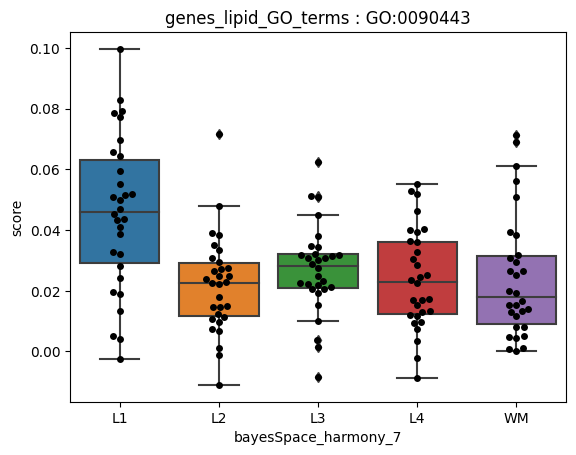 genes_lipid_GO_terms : GO:0090443
0.10
0.08
0.06
0.04
0.02
0.00
score
L1 L2 L3 L4 WM
bayesSpace_harmony_7